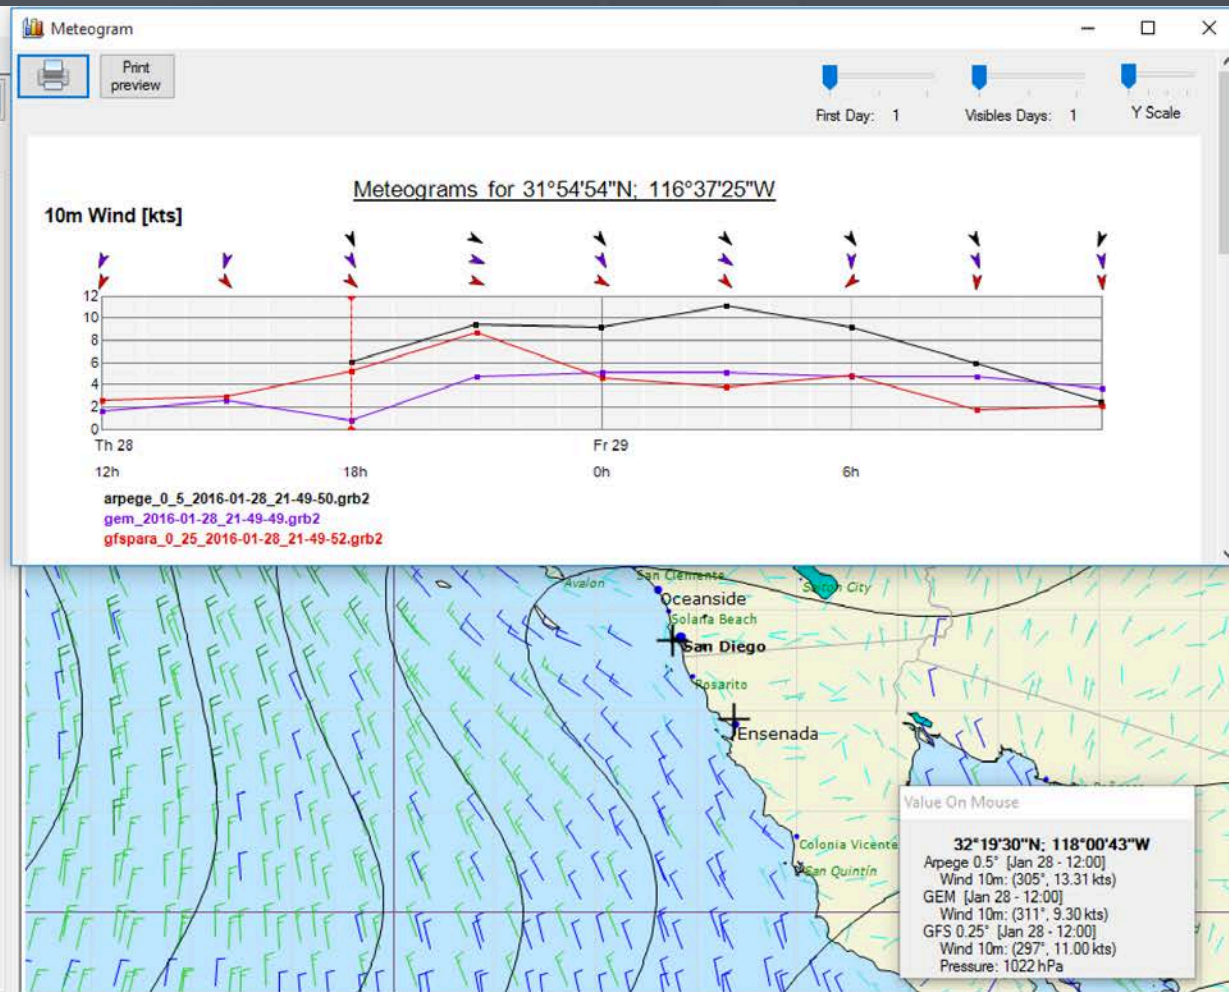 Meteogram
Print
preview
First Day: 1
Visibles Days: 1
Y Scale
Meteograms for 31°54'54"N; 116°37'25"W
10m Wind [kts]
12
10
8
6
4
2
0
Th 28
Fr 29
12h
18h
0h
6h
arpege_0_5_2016-01-28_21-49-50.grb2
gem_2016-01-28_21-49-49.grb2
gfspara_0_25_2016-01-28_21-49-52.grb2
Avalon
San Clemente
Salton City
Oceanside
Solana Beach
San Diego
Rosarito
Ensenada
Colonia Vicente
San Quintín
Value On Mouse
32°19'30"N; 118°00'43"W
Arpege 0.5° [Jan 28 - 12:00]
Wind 10m: (305°, 13.31 kts)
GEM [Jan 28 - 12:00]
Wind 10m: (311°, 9.30 kts)
GFS 0.25° [Jan 28 - 12:00]
Wind 10m: (297°, 11.00 kts)
Pressure: 1022 hPa